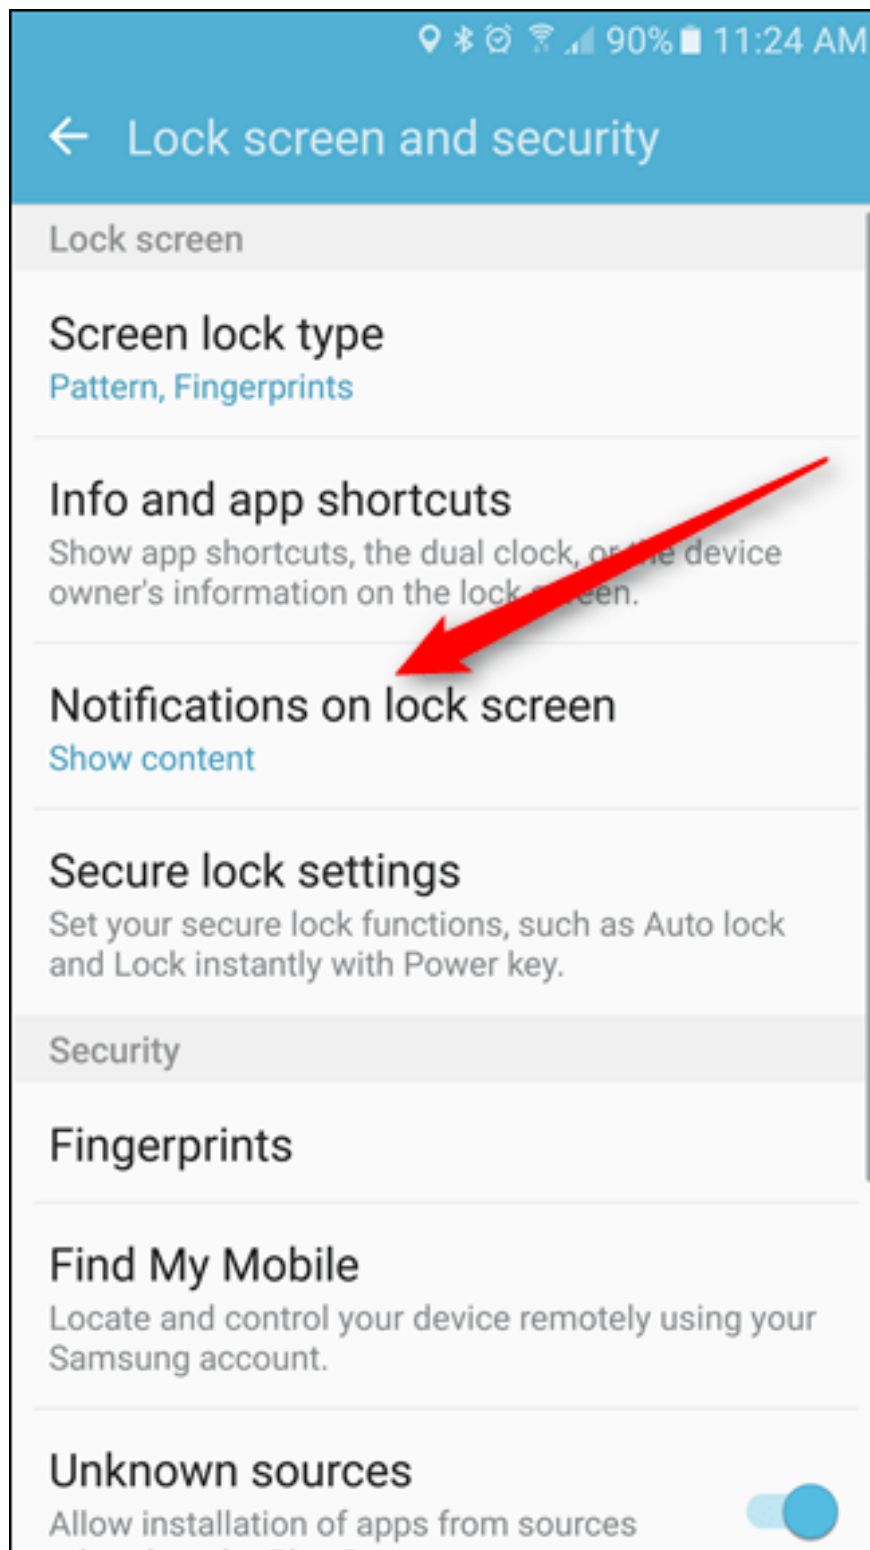 90% 11:24 AM
Lock screen and security
Lock screen
Screen lock type
Pattern, Fingerprints
Info and app shortcuts
Show app shortcuts, the dual clock, or the device
owner's information on the lock screen.
Notifications on lock screen
Show content
Secure lock settings
Set your secure lock functions, such as Auto lock
and Lock instantly with Power key.
Security
Fingerprints
Find My Mobile
Locate and control your device remotely using your
Samsung account.
Unknown sources
Allow installation of apps from sources